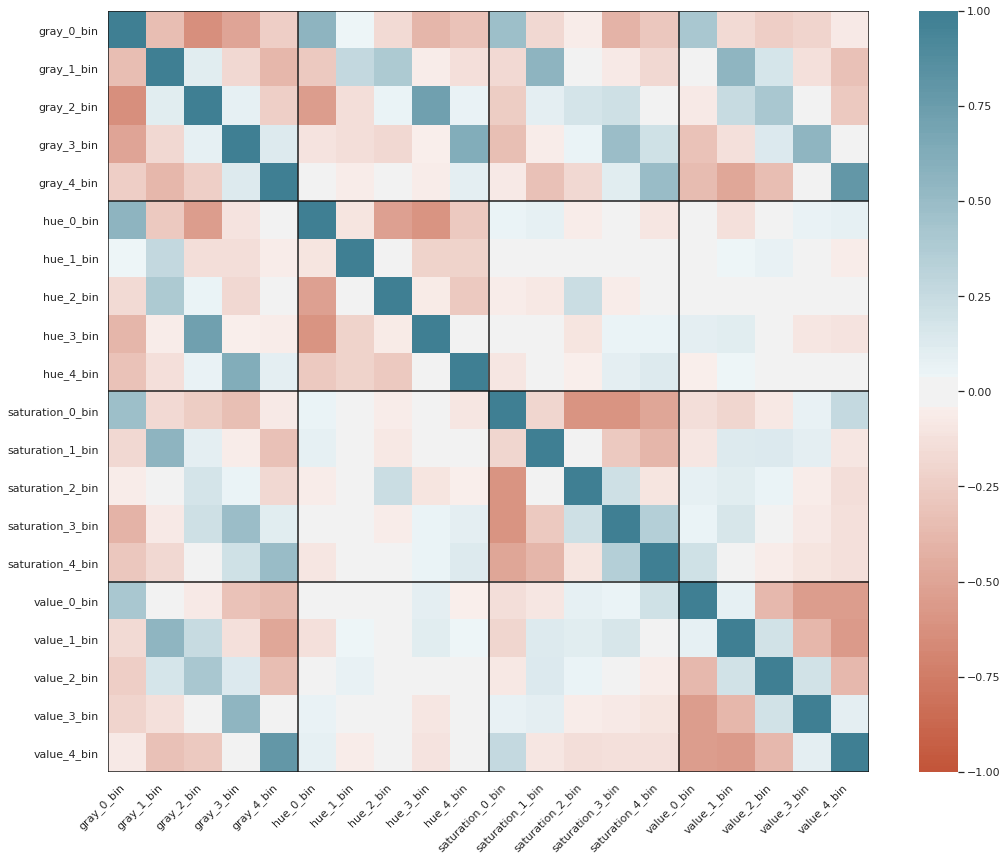 gray_0_bin
gray_1_bin
gray_2_bin
gray_3_bin
gray_4_bin
hue_0_bin
hue_1_bin
hue_2_bin
hue_3_bin
hue_4_bin
saturation_0_bin
saturation_1_bin
saturation_2_bin
saturation_3_bin
saturation_4_bin
value_0_bin
value_1_bin
value_2_bin
value_3_bin
value_4_bin
gray_0_bin
gray_1_bin
gray_2_bin
gray_3_bin
gray_4_bin
hue_0_bin
hue_1_bin
hue_2_bin
hue_3_bin
hue_4_bin
saturation_0_bin
saturation_1_bin
saturation_2_bin
saturation_3_bin
saturation_4_bin
value_0_bin
value_1_bin
value_2_bin
value_3_bin
value_4_bin
1.00
0.75
0.50
0.25
0.00
−0.25
−0.50
−0.75
−1.00